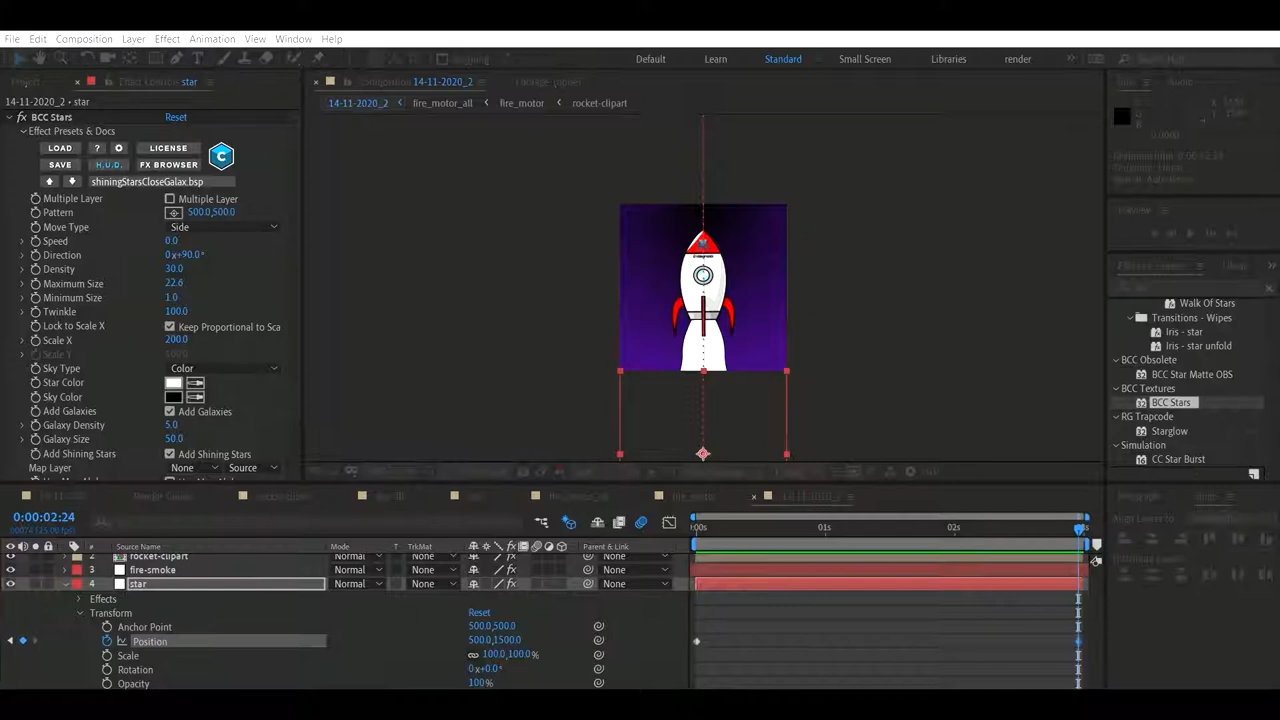 File Edit Composition Layer Effect Animation View Window Help
Default Learn Standard Small Screen Libraries render
Effect Controls star
Composition 14-11-2020_2
14-11-2020_2 • star
14-11-2020_2 fire_motor_all fire_motor rocket-clipart
BCC Stars Reset
Effect Presets & Docs
LOAD ? LICENSE
SAVE H.U.D. FX BROWSER
shiningStarsCloseGalax.bsp
Multiple Layer Multiple Layer
Pattern 500.0,500.0
Move Type Side
Speed 0.0
Direction 0x+90.0°
Density 30.0
Maximum Size 22.6
Minimum Size 1.0
Twinkle 100.0
Lock to Scale X Keep Proportional to Sca
Scale X 200.0
Scale Y 100.0
Sky Type Color
Star Color
Sky Color
Add Galaxies Add Galaxies
Galaxy Density 5.0
Galaxy Size 50.0
Add Shining Stars Add Shining Stars
Map Layer None Source
Audio
Walk Of Stars
Transitions - Wipes
Iris - star
Iris - star unfold
BCC Obsolete
BCC Star Matte OBS
BCC Textures
BCC Stars
RG Trapcode
Starglow
Simulation
CC Star Burst
0:00:02:24
:00s 01s 02s
# Source Name Mode T TrkMat Parent & Link
2 rocket-clipart Normal None None
3 fire-smoke Normal None None
4 star Normal None None
Effects
Transform Reset
Anchor Point 500.0,500.0
Position 500.0,1500.0
Scale 100.0,100.0%
Rotation 0x+0.0°
Opacity 100%